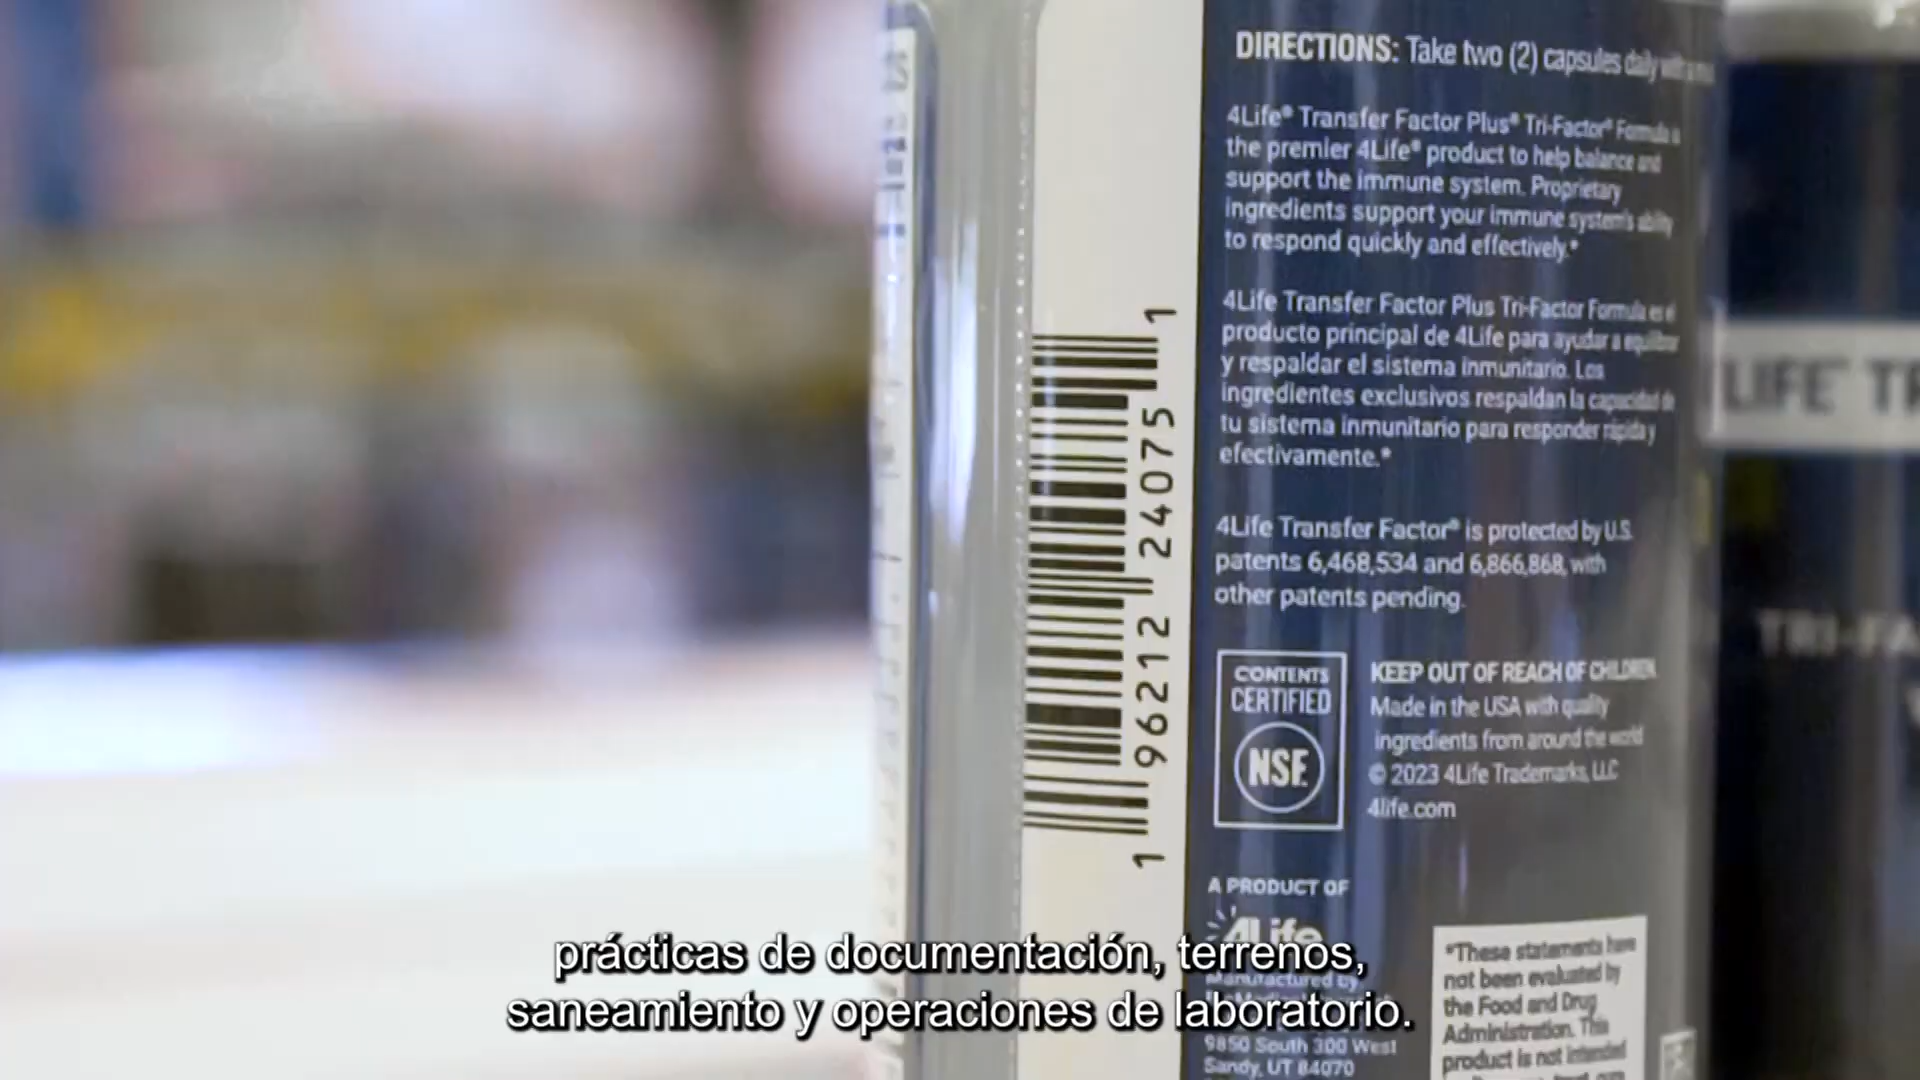 DIRECTIONS: Take two (2) capsules daily with a
4Life® Transfer Factor Plus® Tri-Factor® Formula is
the premier 4Life® product to help balance and
support the immune system. Proprietary
ingredients support your immune system's ability
to respond quickly and effectively.*
4Life Transfer Factor Plus Tri-Factor Formula es el
producto principal de 4Life para ayudar a equilibrar
y respaldar el sistema inmunitario. Los
ingredientes exclusivos respaldan la capacidad de
tu sistema inmunitario para responder rápida y
efectivamente.*
4Life Transfer Factor® is protected by U.S.
patents 6,468,534 and 6,866,868, with
other patents pending.
1 96212 24075 1
CONTENTS
CERTIFIED
NSF
KEEP OUT OF REACH OF CHILDREN
Made in the USA with quality
ingredients from around the world
© 2023 4Life Trademarks, LLC
4life.com
A PRODUCT OF
4Life
Manufactured by
9850 South 300 West
Sandy, UT 84070
*These statements have
not been evaluated by
the Food and Drug
Administration. This
product is not intended
LIFE TR
TRI-FA
prácticas de documentación, terrenos,
saneamiento y operaciones de laboratorio.